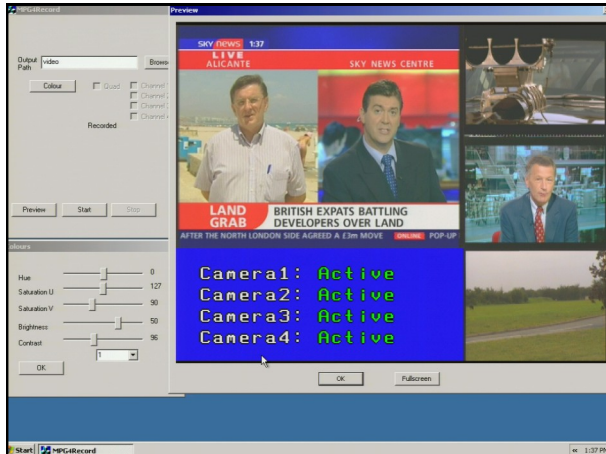 MPG4Record
Preview
Output Path
video
Browse
Colour
Quad
Channel
Channel
Channel
Channel
Recorded
Preview
Start
Stop
SKY news 1:37
LIVE
ALICANTE
SKY NEWS CENTRE
LAND GRAB
BRITISH EXPATS BATTLING
DEVELOPERS OVER LAND
AFTER THE NORTH LONDON SIDE AGREED A £3m MOVE ONLINE POP-UP
Camera1: Active
Camera2: Active
Camera3: Active
Camera4: Active
OK
Fullscreen
olours
Hue 0
Saturation U 127
Saturation V 90
Brightness 50
Contrast 96
1
OK
Start
MPG4Record
« 1:37 PM